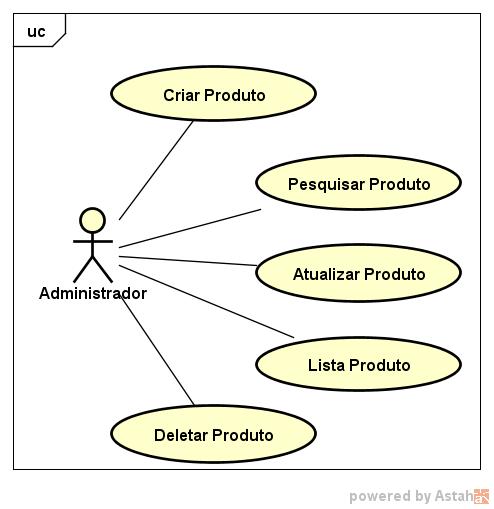 uc
Criar Produto
Pesquisar Produto
Atualizar Produto
Administrador
Lista Produto
Deletar Produto
powered by Astah